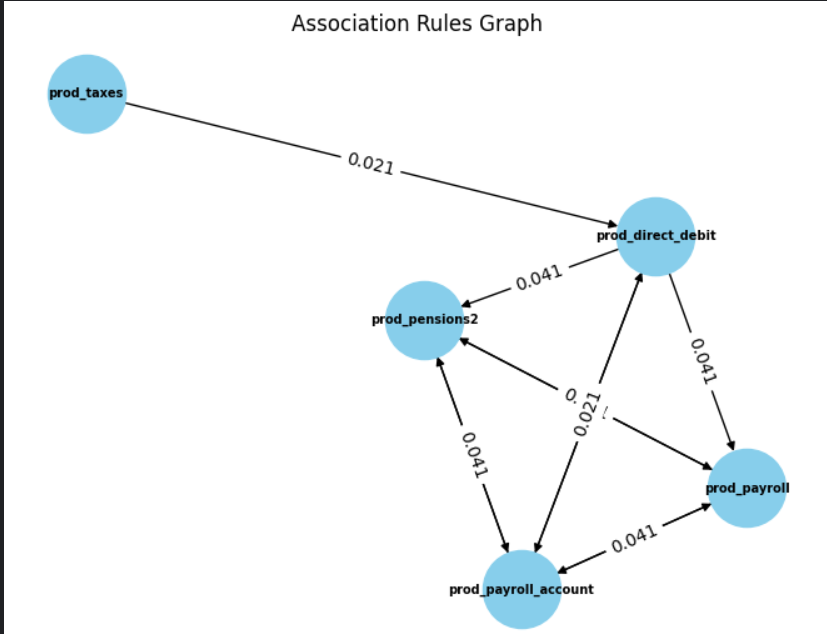 Association Rules Graph
prod_taxes
0.021
prod_direct_debit
0.041
prod_pensions2
0.041
0.021
0.041
prod_payroll
0.041
prod_payroll_account